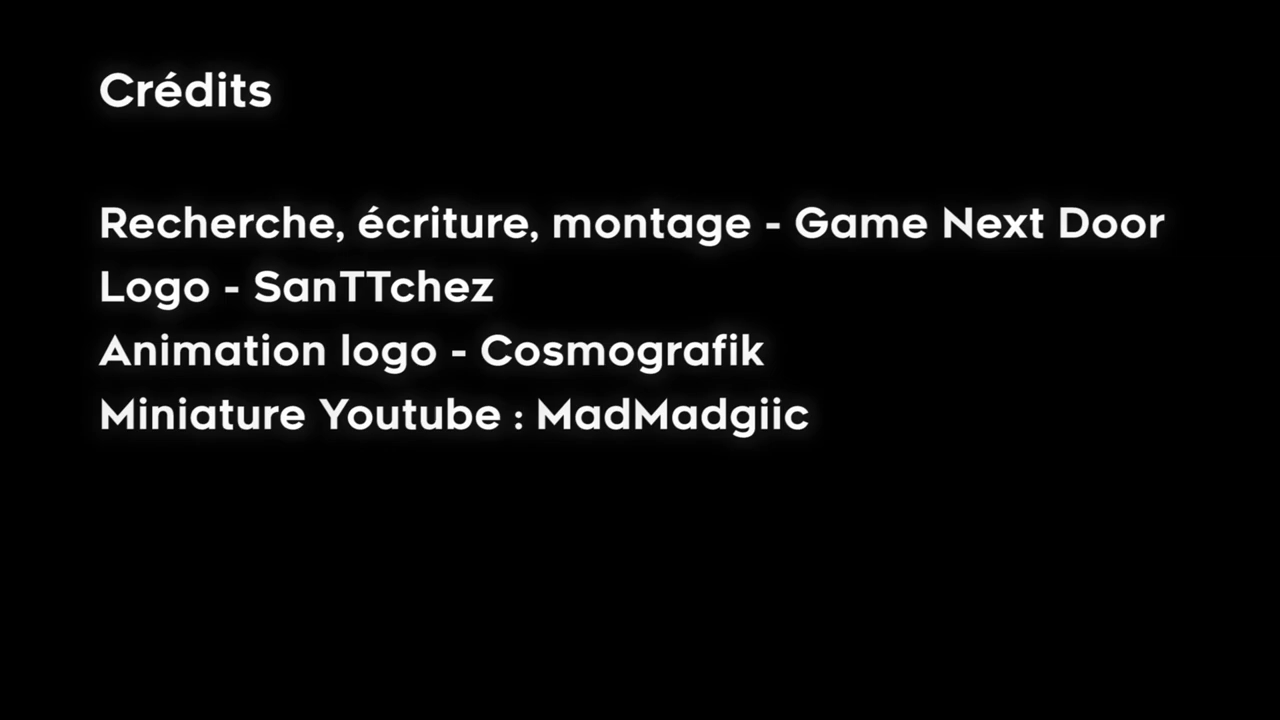 Crédits
Recherche, écriture, montage - Game Next Door
Logo - SanTTchez
Animation logo - Cosmografik
Miniature Youtube : MadMadgiic